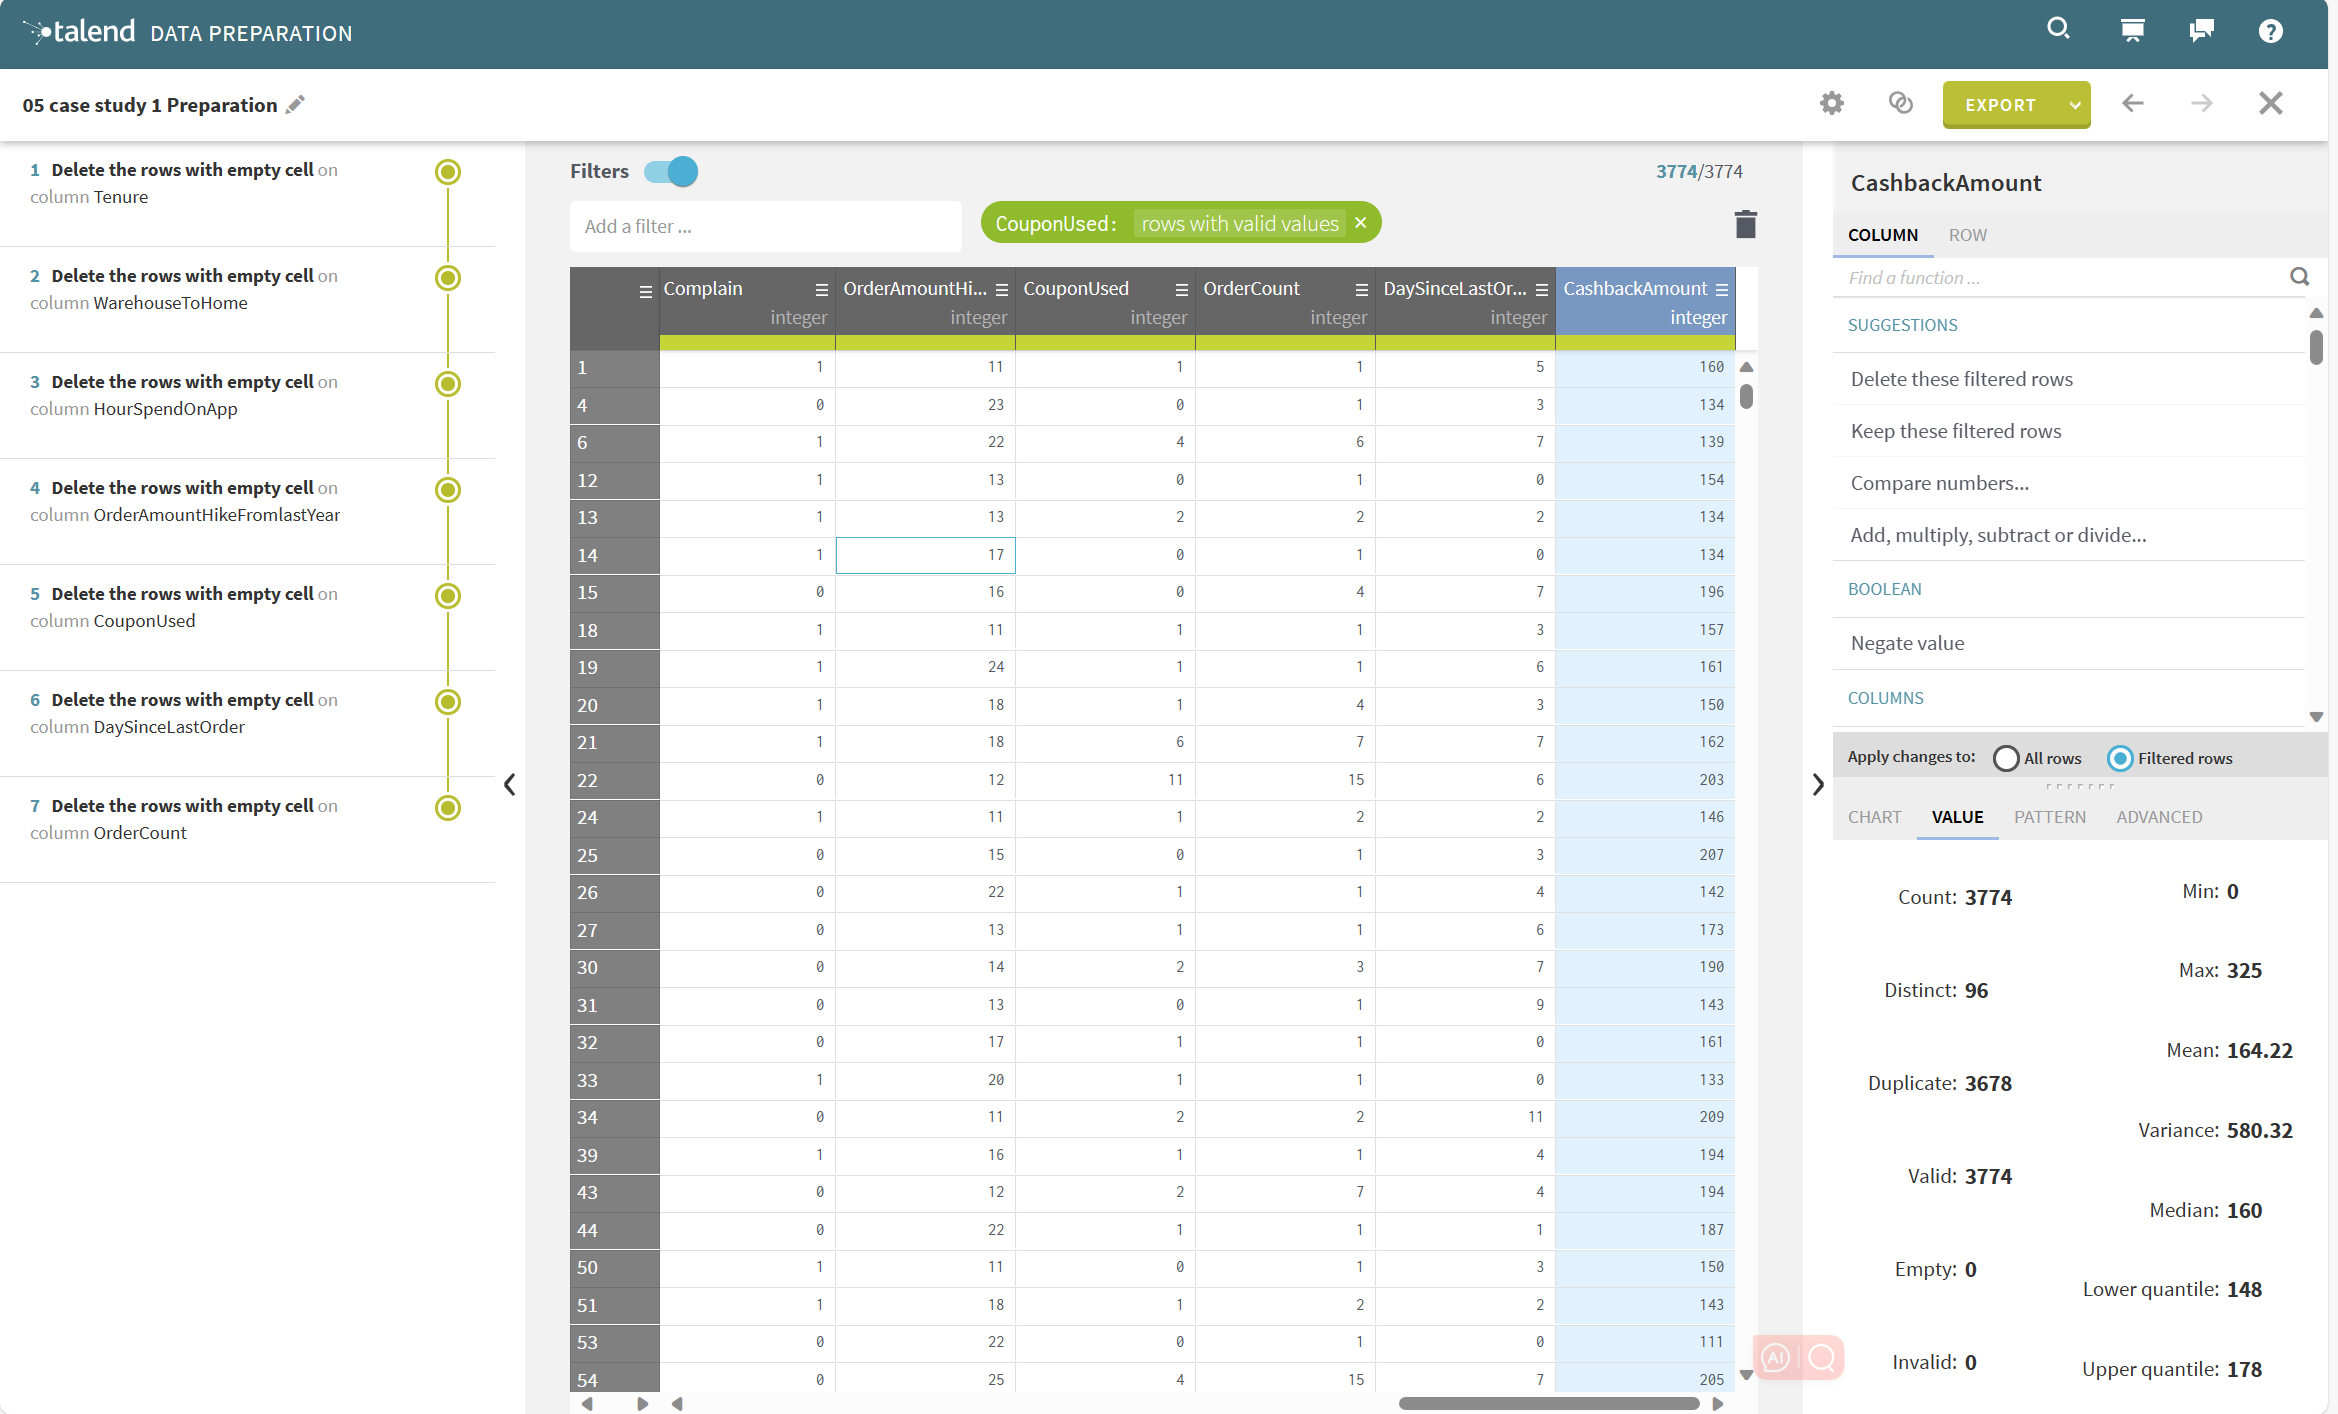 talend DATA PREPARATION
05 case study 1 Preparation
EXPORT
1 Delete the rows with empty cell on
column Tenure
2 Delete the rows with empty cell on
column WarehouseToHome
3 Delete the rows with empty cell on
column HourSpendOnApp
4 Delete the rows with empty cell on
column OrderAmountHikeFromlastYear
5 Delete the rows with empty cell on
column CouponUsed
6 Delete the rows with empty cell on
column DaySinceLastOrder
7 Delete the rows with empty cell on
column OrderCount
Filters
3774/3774
Add a filter ...
CouponUsed: rows with valid values ×
Complain OrderAmountHi... CouponUsed OrderCount DaySinceLastOr... CashbackAmount
integer integer integer integer integer integer
1 1 11 1 1 5 160
4 0 23 0 1 3 134
6 1 22 4 6 7 139
12 1 13 0 1 0 154
13 1 13 2 2 2 134
14 1 17 0 1 0 134
15 0 16 0 4 7 196
18 1 11 1 1 3 157
19 1 24 1 1 6 161
20 1 18 1 4 3 150
21 1 18 6 7 7 162
22 0 12 11 15 6 203
24 1 11 1 2 2 146
25 0 15 0 1 3 207
26 0 22 1 1 4 142
27 0 13 1 1 6 173
30 0 14 2 3 7 190
31 0 13 0 1 9 143
32 0 17 1 1 0 161
33 1 20 1 1 0 133
34 0 11 2 2 11 209
39 1 16 1 1 4 194
43 0 12 2 7 4 194
44 0 22 1 1 1 187
50 1 11 0 1 3 150
51 1 18 1 2 2 143
53 0 22 0 1 0 111
54 0 25 4 15 7 205
AI
CashbackAmount
COLUMN ROW
Find a function ...
SUGGESTIONS
Delete these filtered rows
Keep these filtered rows
Compare numbers...
Add, multiply, subtract or divide...
BOOLEAN
Negate value
COLUMNS
Apply changes to: All rows Filtered rows
CHART VALUE PATTERN ADVANCED
Count: 3774
Distinct: 96
Duplicate: 3678
Valid: 3774
Empty: 0
Invalid: 0
Min: 0
Max: 325
Mean: 164.22
Variance: 580.32
Median: 160
Lower quantile: 148
Upper quantile: 178